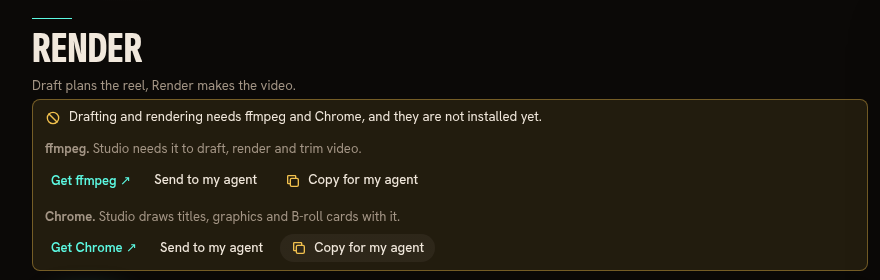 RENDER
Draft plans the reel, Render makes the video.
Drafting and rendering needs ffmpeg and Chrome, and they are not installed yet.
ffmpeg. Studio needs it to draft, render and trim video.
Get ffmpeg ↗ Send to my agent Copy for my agent
Chrome. Studio draws titles, graphics and B-roll cards with it.
Get Chrome ↗ Send to my agent Copy for my agent